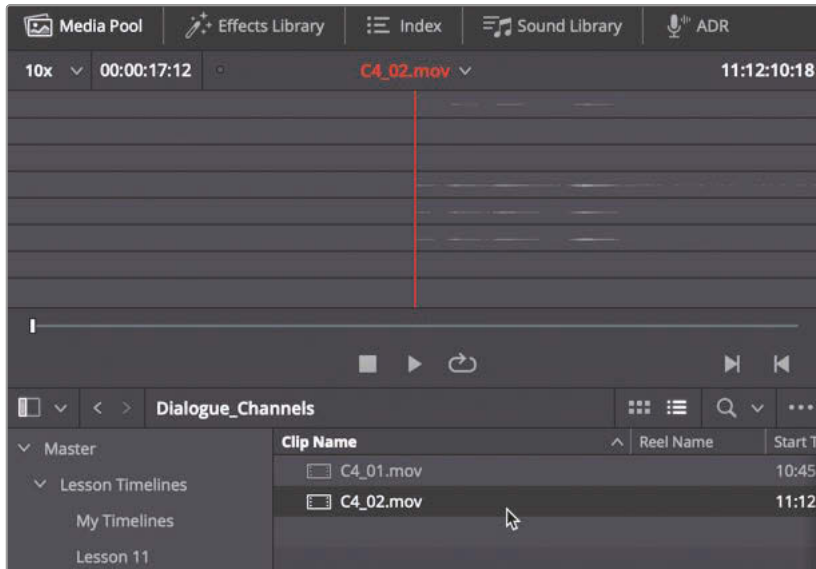 Media Pool Effects Library Index Sound Library ADR
10x 00:00:17:12 C4_02.mov 11:12:10:18
Dialogue_Channels
Clip Name Reel Name Start T
Master
C4_01.mov 10:45
Lesson Timelines
C4_02.mov 11:12
My Timelines
Lesson 11